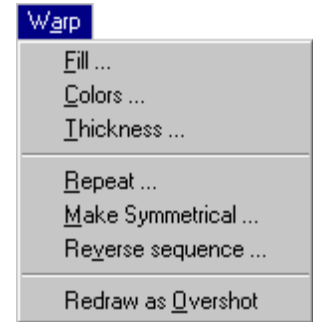 Warp
Fill ...
Colors ...
Thickness ...
Repeat ...
Make Symmetrical ...
Reverse sequence ...
Redraw as Overshot